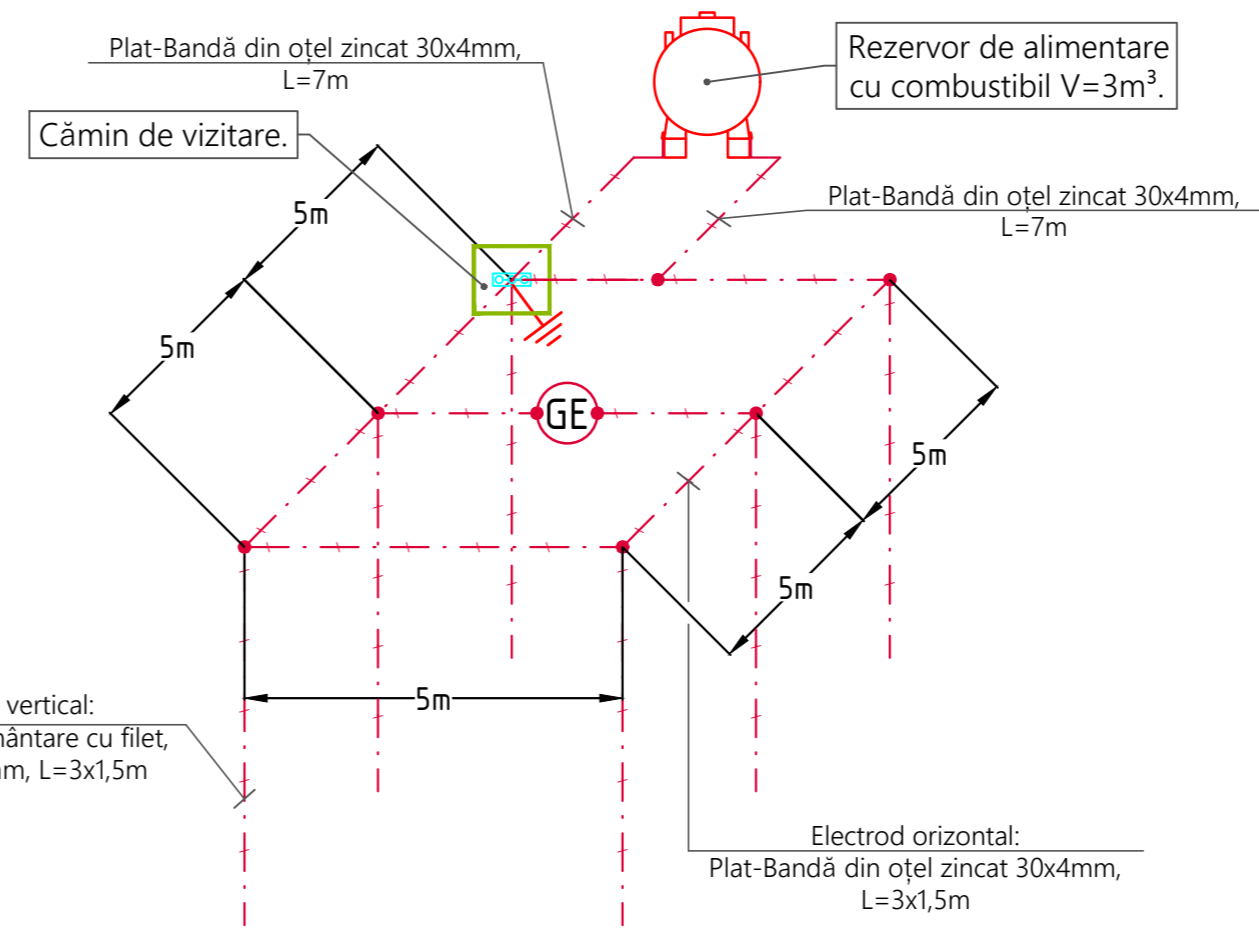 Plat-Bandă din oțel zincat 30x4mm,
L=7m
Rezervor de alimentare
cu combustibil V=3m³.
Cămin de vizitare.
Plat-Bandă din oțel zincat 30x4mm,
L=7m
5m
5m
GE
5m
5m
5m
vertical:
cu filet,
L=3x1,5m
Electrod orizontal:
Plat-Bandă din oțel zincat 30x4mm,
L=3x1,5m